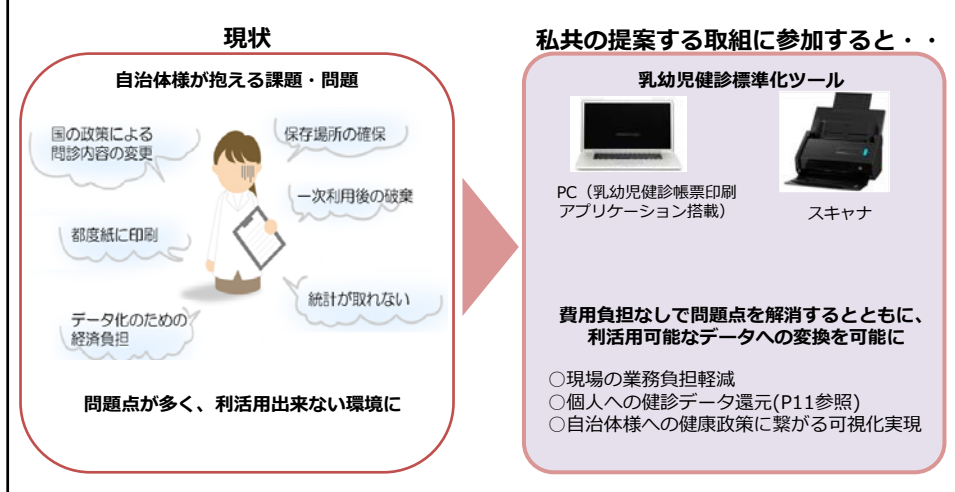 現状
自治体様が抱える課題・問題
国の政策による
問診内容の変更
保存場所の確保
一次利用後の破棄
都度紙に印刷
統計が取れない
データ化のための
経済負担
問題点が多く、利活用出来ない環境に
私共の提案する取組に参加すると・・
乳幼児健診標準化ツール
PC（乳幼児健診帳票印刷
アプリケーション搭載）
スキャナ
費用負担なしで問題点を解消するとともに、
利活用可能なデータへの変換を可能に
○現場の業務負担軽減
○個人への健診データ還元(P11参照)
○自治体様への健康政策に繋がる可視化実現